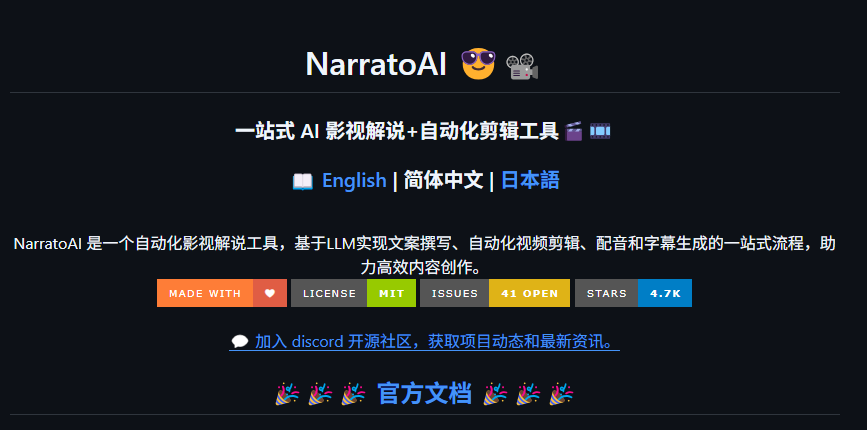 NarratoAI 😎 📽️
一站式 AI 影视解说+自动化剪辑工具 🎬 🎞️
📖 English | 简体中文 | 日本語
NarratoAI 是一个自动化影视解说工具，基于LLM实现文案撰写、自动化视频剪辑、配音和字幕生成的一站式流程，助
力高效内容创作。
MADE WITH ❤ LICENSE MIT ISSUES 41 OPEN STARS 4.7K
💬 加入 discord 开源社区，获取项目动态和最新资讯。
🎉 🎉 🎉 官方文档 🎉 🎉 🎉